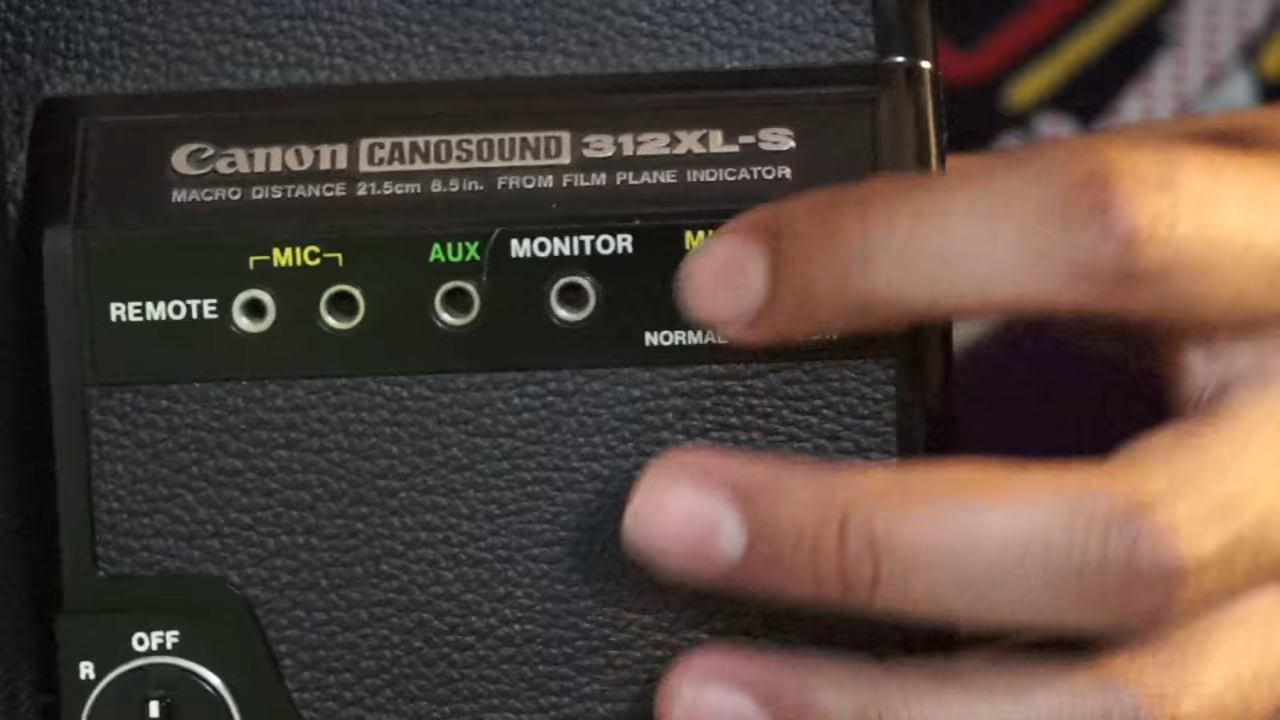 Canon CANOSOUND 312XL-S
MACRO DISTANCE 21.5cm 8.5in. FROM FILM PLANE INDICATOR
MIC AUX MONITOR
REMOTE
NORMAL
OFF
R